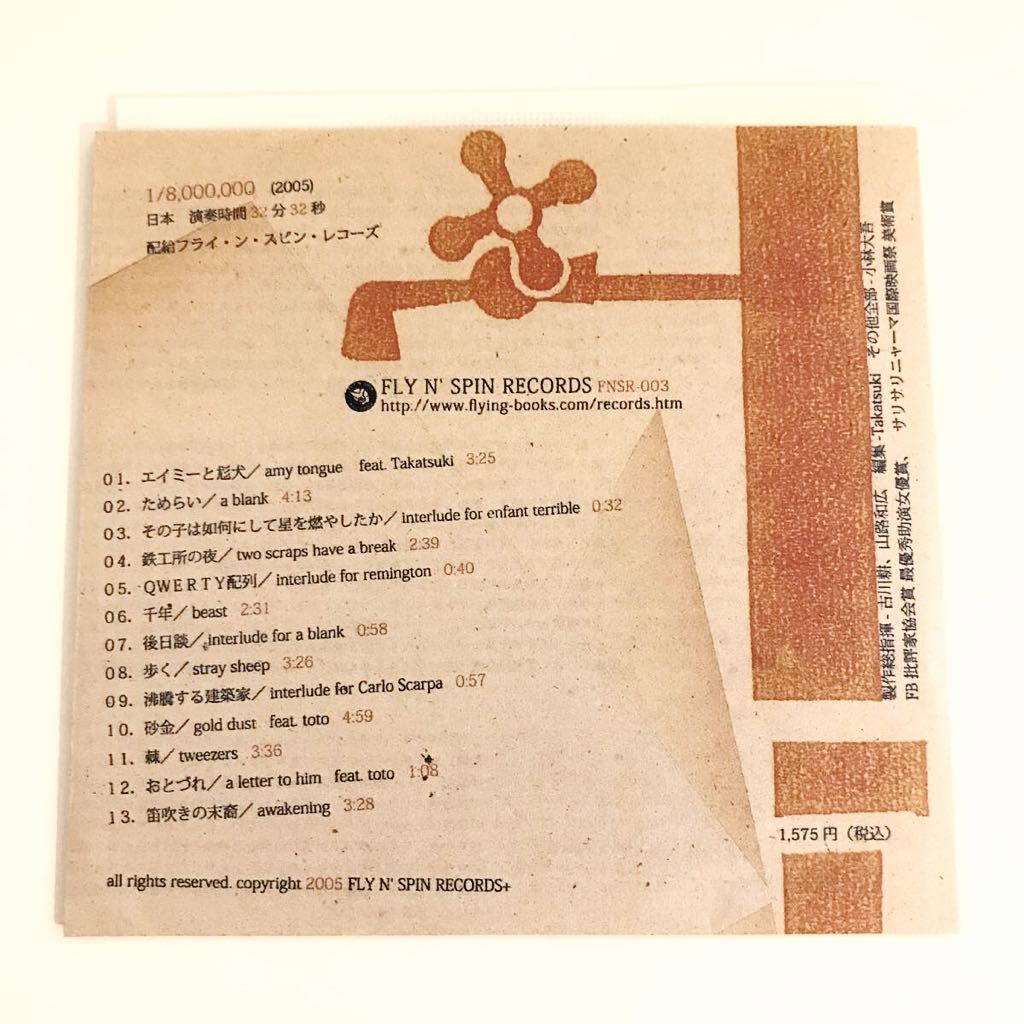 1/8,000,000 (2005)
日本 演奏時間32分32秒
配給フライ・ン・スピン・レコーズ
FLY N' SPIN RECORDS FNSR-003
http://www.flying-books.com/records.htm
01. エイミーと尨犬／amy tongue feat. Takatsuki 3:25
02. ためらい／a blank 4:13
03. その子は如何にして星を燃やしたか／interlude for enfant terrible 0:32
04. 鉄工所の夜／two scraps have a break 2:39
05. QWERTY配列／interlude for remington 0:40
06. 千年／beast 2:31
07. 後日談／interlude for a blank 0:58
08. 歩く／stray sheep 3:26
09. 沸騰する建築家／interlude for Carlo Scarpa 0:57
10. 砂金／gold dust feat. toto 4:59
11. 棘／tweezers 3:36
12. おとづれ／a letter to him feat. toto 1:08
13. 笛吹きの末裔／awakening 3:28
all rights reserved. copyright 2005 FLY N' SPIN RECORDS+
製作総指揮 - 古川耕、山路和広 編集 -Takatsuki その他全部 - 小林大吾
FB 批評家協会賞 最優秀助演女優賞、 サリサリニャーマ国際映画祭 美術賞
1,575円（税込）